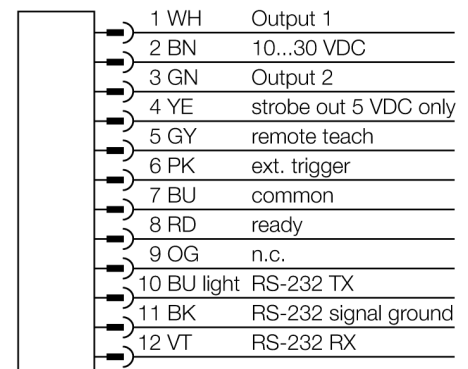 1 WH Output 1
2 BN 10...30 VDC
3 GN Output 2
4 YE strobe out 5 VDC only
5 GY remote teach
6 PK ext. trigger
7 BU common
8 RD ready
9 OG n.c.
10 BU light RS-232 TX
11 BK RS-232 signal ground
12 VT RS-232 RX